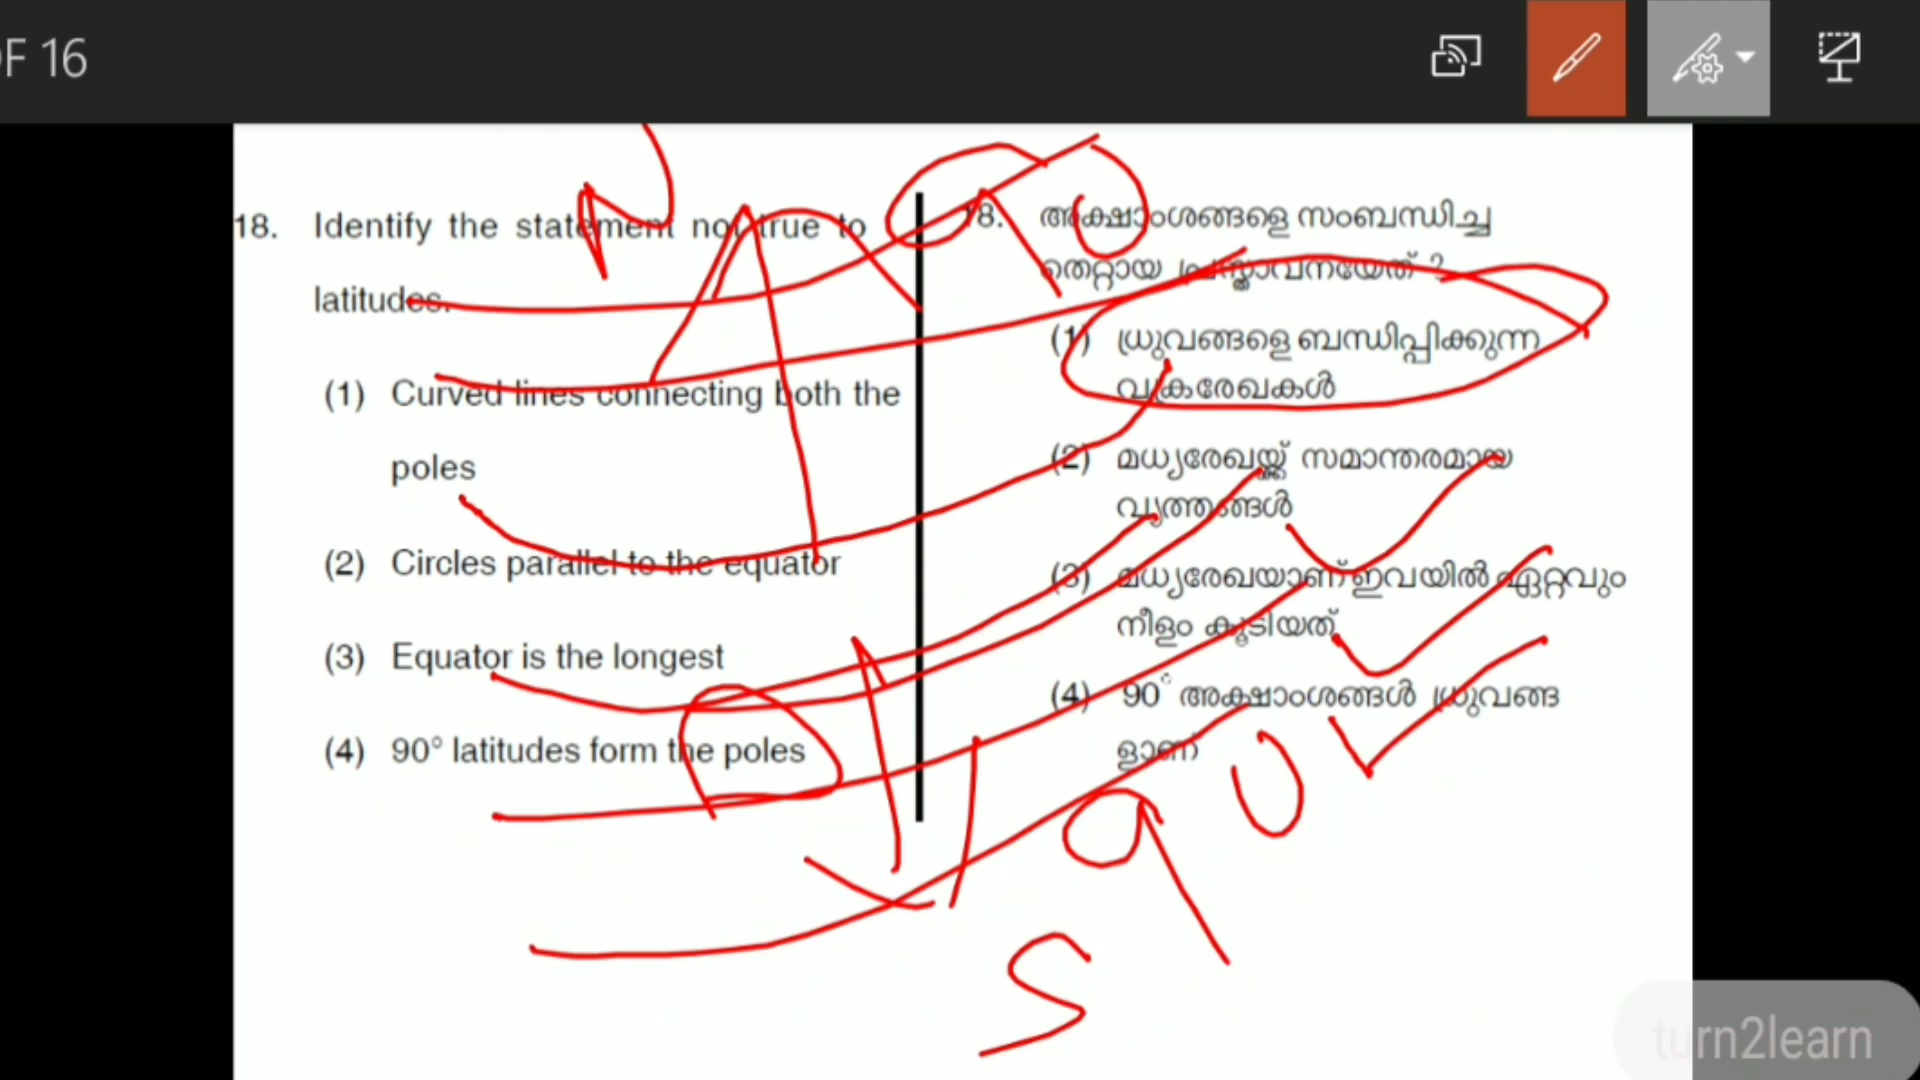 F 16
18. Identify the statement not true to
latitudes.
(1) Curved lines connecting both the
poles
(2) Circles parallel to the equator
(3) Equator is the longest
(4) 90° latitudes form the poles
18. അക്ഷാംശങ്ങളെ സംബന്ധിച്ച
തെറ്റായ പ്രസ്താവനയേത് ?
(1) ധ്രുവങ്ങളെ ബന്ധിപ്പിക്കുന്ന
വക്രരേഖകൾ
(2) മധ്യരേഖയ്ക്ക് സമാന്തരമായ
വൃത്തങ്ങൾ
(3) മധ്യരേഖയാണ് ഇവയിൽ ഏറ്റവും
നീളം കൂടിയത്
(4) 90° അക്ഷാംശങ്ങൾ ധ്രുവങ്ങ
ളാണ്
N
90
90
S
turn2learn